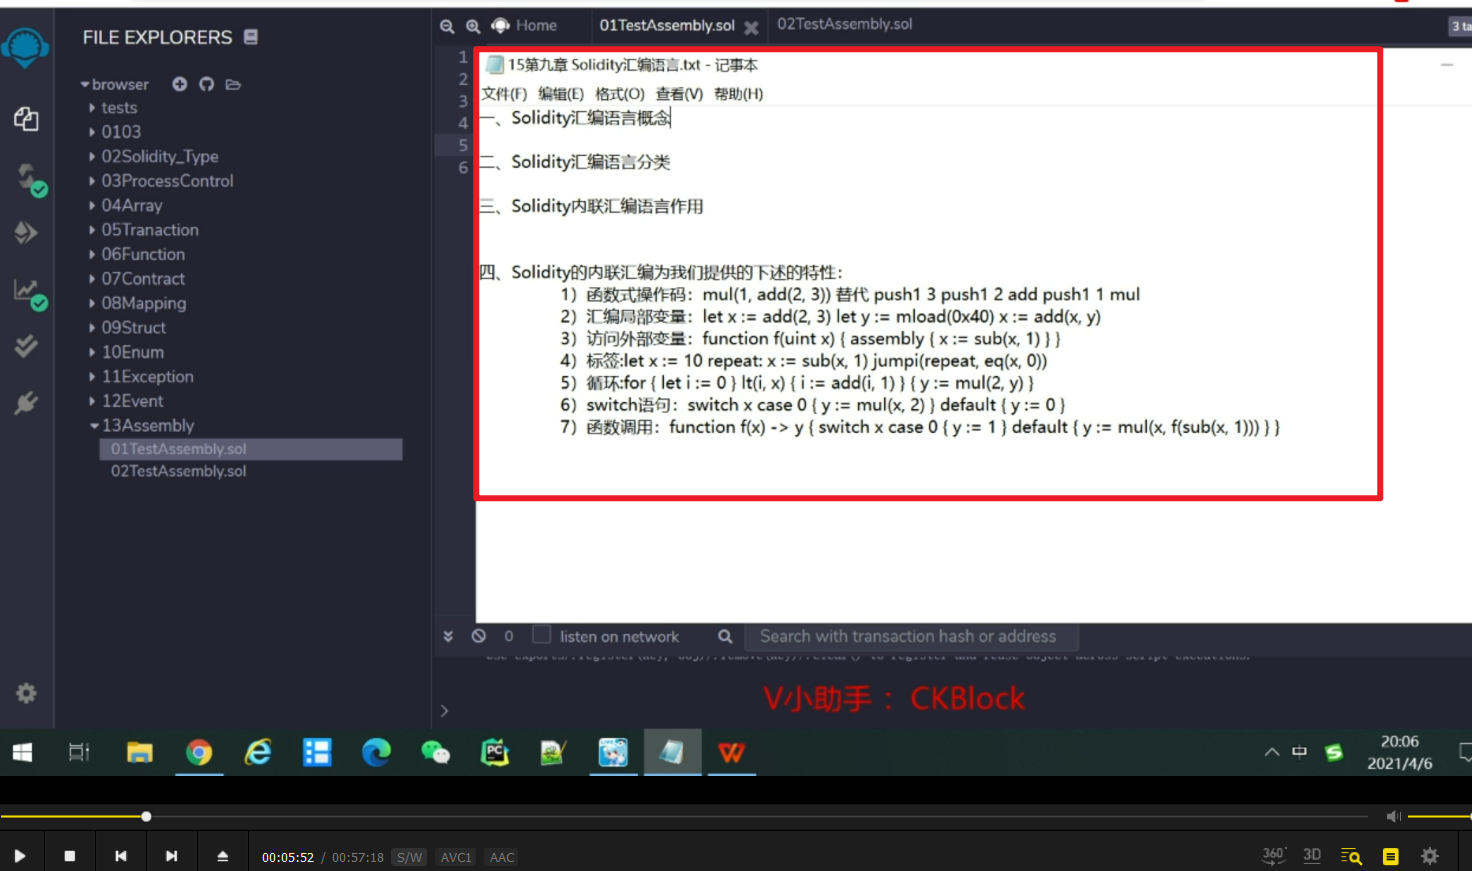 FILE EXPLORERS
browser
tests
0103
02Solidity_Type
03ProcessControl
04Array
05Tranaction
06Function
07Contract
08Mapping
09Struct
10Enum
11Exception
12Event
13Assembly
01TestAssembly.sol
02TestAssembly.sol
Home
01TestAssembly.sol
02TestAssembly.sol
3 ta
1
2
3
4
5
6
15第九章 Solidity汇编语言.txt - 记事本
文件(F) 编辑(E) 格式(O) 查看(V) 帮助(H)
一、Solidity汇编语言概念
二、Solidity汇编语言分类
三、Solidity内联汇编语言作用
四、Solidity的内联汇编为我们提供的下述的特性：
1）函数式操作码：mul(1, add(2, 3)) 替代 push1 3 push1 2 add push1 1 mul
2）汇编局部变量：let x := add(2, 3) let y := mload(0x40) x := add(x, y)
3）访问外部变量：function f(uint x) { assembly { x := sub(x, 1) } }
4）标签:let x := 10 repeat: x := sub(x, 1) jumpi(repeat, eq(x, 0))
5）循环:for { let i := 0 } lt(i, x) { i := add(i, 1) } { y := mul(2, y) }
6）switch语句：switch x case 0 { y := mul(x, 2) } default { y := 0 }
7）函数调用：function f(x) -> y { switch x case 0 { y := 1 } default { y := mul(x, f(sub(x, 1))) } }
0 listen on network Search with transaction hash or address
V小助手： CKBlock
中
20:06
2021/4/6
00:05:52 / 00:57:18 S/W AVC1 AAC
360° 3D